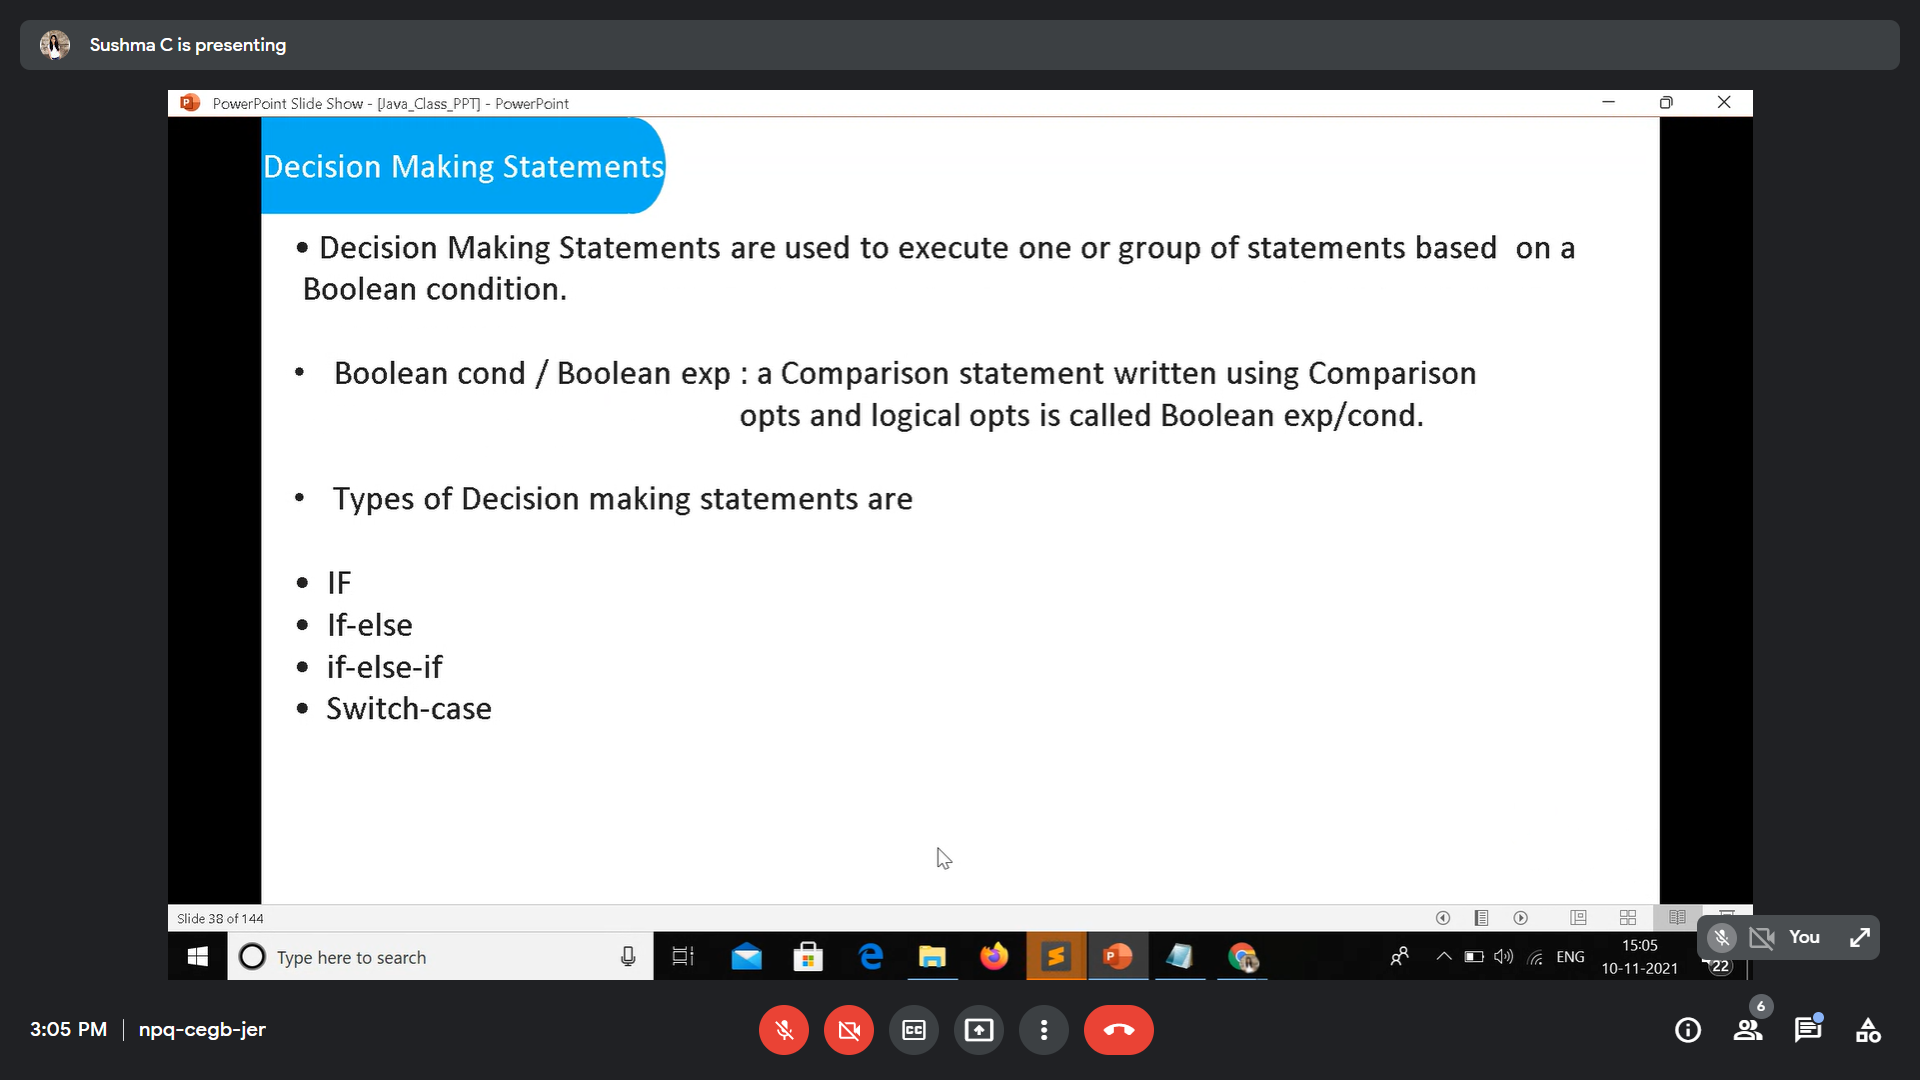 Sushma C is presenting
PowerPoint Slide Show - [Java_Class_PPT] - PowerPoint
Decision Making Statements
• Decision Making Statements are used to execute one or group of statements based on a
Boolean condition.
• Boolean cond / Boolean exp : a Comparison statement written using Comparison
opts and logical opts is called Boolean exp/cond.
• Types of Decision making statements are
• IF
• If-else
• if-else-if
• Switch-case
Slide 38 of 144
Type here to search
ENG
15:05
10-11-2021
22
You
3:05 PM | npq-cegb-jer
CC
6